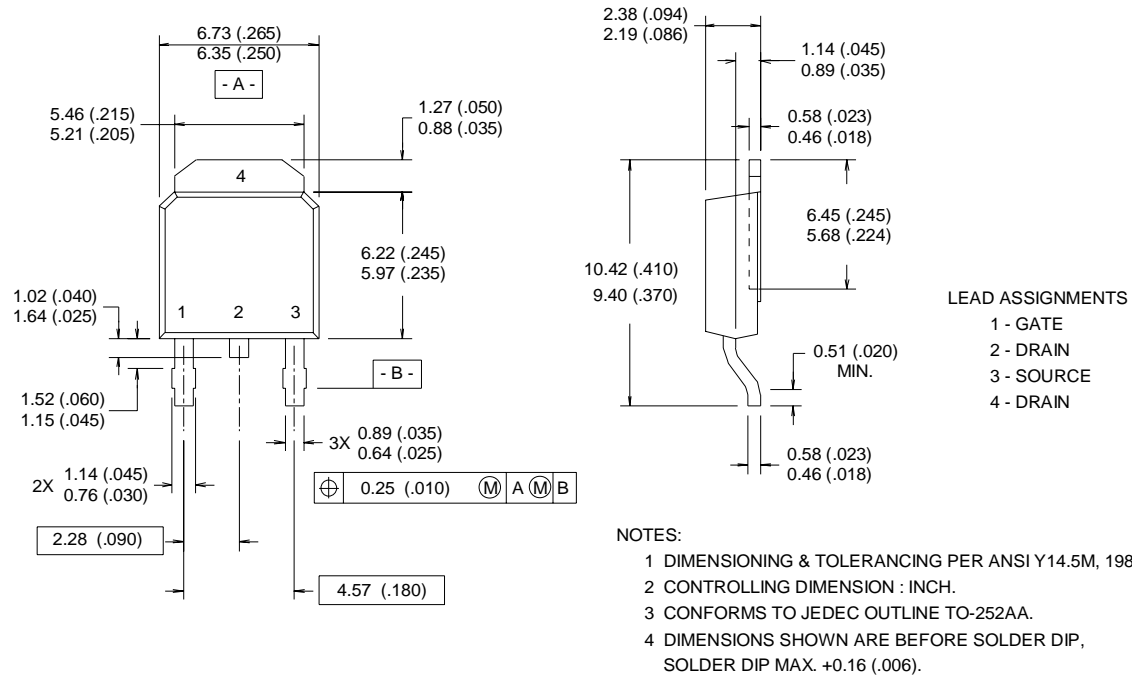 6.73 (.265)
6.35 (.250)
- A -
5.46 (.215)
5.21 (.205)
1.27 (.050)
0.88 (.035)
4
6.22 (.245)
5.97 (.235)
1.02 (.040)
1.64 (.025)
1 2 3
- B -
1.52 (.060)
1.15 (.045)
3X 0.89 (.035)
0.64 (.025)
2X 1.14 (.045)
0.76 (.030)
⌖ 0.25 (.010) Ⓜ A Ⓜ B
2.28 (.090)
4.57 (.180)
2.38 (.094)
2.19 (.086)
1.14 (.045)
0.89 (.035)
0.58 (.023)
0.46 (.018)
6.45 (.245)
5.68 (.224)
10.42 (.410)
9.40 (.370)
0.51 (.020)
MIN.
0.58 (.023)
0.46 (.018)
LEAD ASSIGNMENTS
1 - GATE
2 - DRAIN
3 - SOURCE
4 - DRAIN
NOTES:
1 DIMENSIONING & TOLERANCING PER ANSI Y14.5M, 198
2 CONTROLLING DIMENSION : INCH.
3 CONFORMS TO JEDEC OUTLINE TO-252AA.
4 DIMENSIONS SHOWN ARE BEFORE SOLDER DIP,
SOLDER DIP MAX. +0.16 (.006).